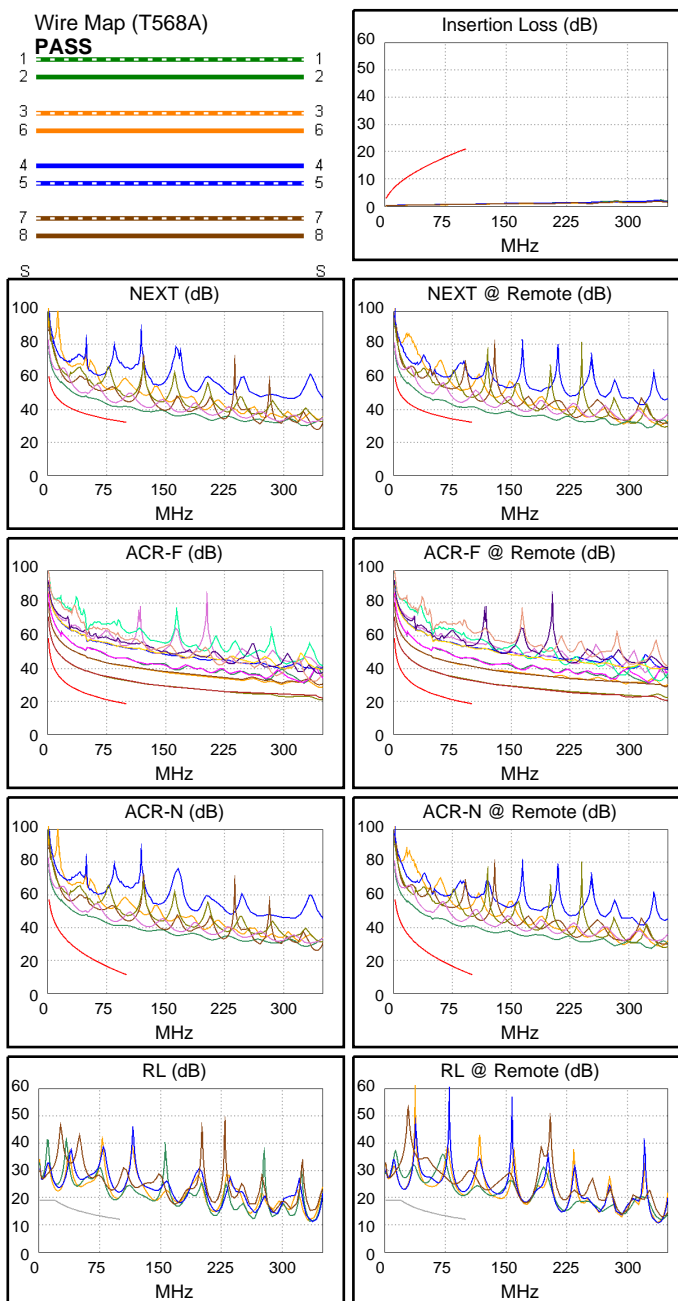 Wire Map (T568A)
PASS
1 1
2 2
3 3
6 6
4 4
5 5
7 7
8 8
S S
Insertion Loss (dB)
60
50
40
30
20
10
0
0 75 150 225 300
MHz
NEXT (dB)
100
80
60
40
20
0
0 75 150 225 300
MHz
NEXT @ Remote (dB)
100
80
60
40
20
0
0 75 150 225 300
MHz
ACR-F (dB)
100
80
60
40
20
0
0 75 150 225 300
MHz
ACR-F @ Remote (dB)
100
80
60
40
20
0
0 75 150 225 300
MHz
ACR-N (dB)
100
80
60
40
20
0
0 75 150 225 300
MHz
ACR-N @ Remote (dB)
100
80
60
40
20
0
0 75 150 225 300
MHz
RL (dB)
60
50
40
30
20
10
0
0 75 150 225 300
MHz
RL @ Remote (dB)
60
50
40
30
20
10
0
0 75 150 225 300
MHz